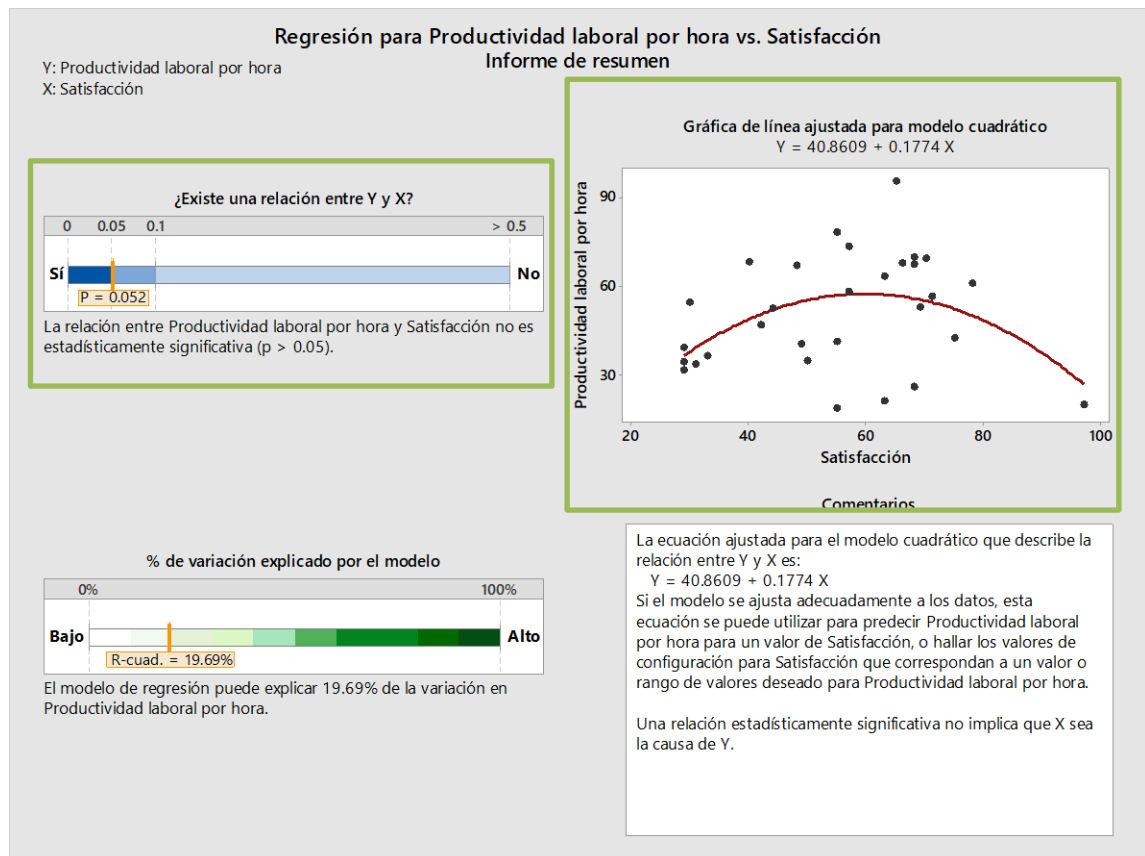 Regresión para Productividad laboral por hora vs. Satisfacción
Informe de resumen
Y: Productividad laboral por hora
X: Satisfacción
¿Existe una relación entre Y y X?
0 0.05 0.1 > 0.5
Sí No
P = 0.052
La relación entre Productividad laboral por hora y Satisfacción no es
estadísticamente significativa (p > 0.05).
Gráfica de línea ajustada para modelo cuadrático
Y = 40.8609 + 0.1774 X
Productividad laboral por hora
90
60
30
20 40 60 80 100
Satisfacción
% de variación explicado por el modelo
0% 100%
Bajo Alto
R-cuad. = 19.69%
El modelo de regresión puede explicar 19.69% de la variación en
Productividad laboral por hora.
Comentarios
La ecuación ajustada para el modelo cuadrático que describe la
relación entre Y y X es:
Y = 40.8609 + 0.1774 X
Si el modelo se ajusta adecuadamente a los datos, esta
ecuación se puede utilizar para predecir Productividad laboral
por hora para un valor de Satisfacción, o hallar los valores de
configuración para Satisfacción que correspondan a un valor o
rango de valores deseado para Productividad laboral por hora.
Una relación estadísticamente significativa no implica que X sea
la causa de Y.